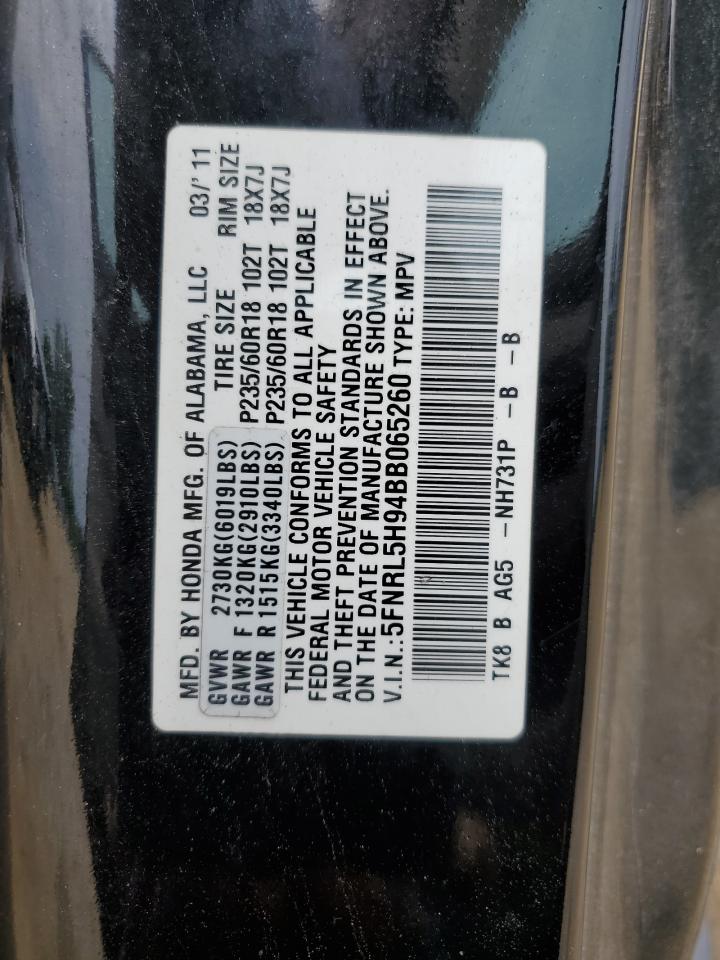 MFD. BY HONDA MFG. OF ALABAMA, LLC 03/'11
GVWR 2730KG(6019LBS) TIRE SIZE RIM SIZE
GAWR F 1320KG(2910LBS) P235/60R18 102T 18X7J
GAWR R 1515KG(3340LBS) P235/60R18 102T 18X7J
THIS VEHICLE CONFORMS TO ALL APPLICABLE
FEDERAL MOTOR VEHICLE SAFETY
AND THEFT PREVENTION STANDARDS IN EFFECT
ON THE DATE OF MANUFACTURE SHOWN ABOVE.
V.I.N.:5FNRL5H94BB065260 TYPE: MPV
TK8 B AG5 -NH731P -B -B